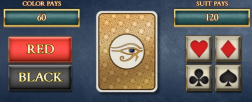 COLOR PAYS
60
RED
BLACK
SUIT PAYS
120